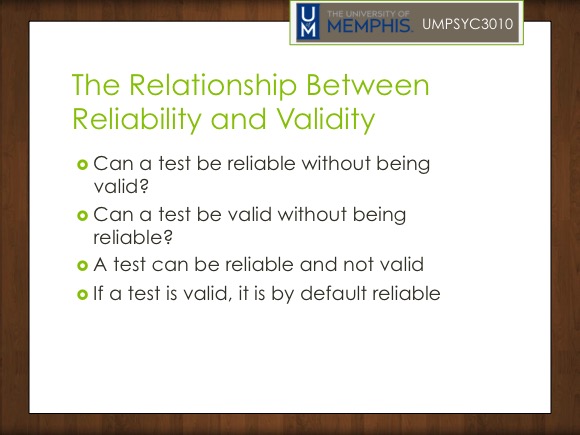 UM
THE UNIVERSITY OF
MEMPHIS.
UMPSYC3010
The Relationship Between
Reliability and Validity
Can a test be reliable without being
valid?
Can a test be valid without being
reliable?
A test can be reliable and not valid
If a test is valid, it is by default reliable